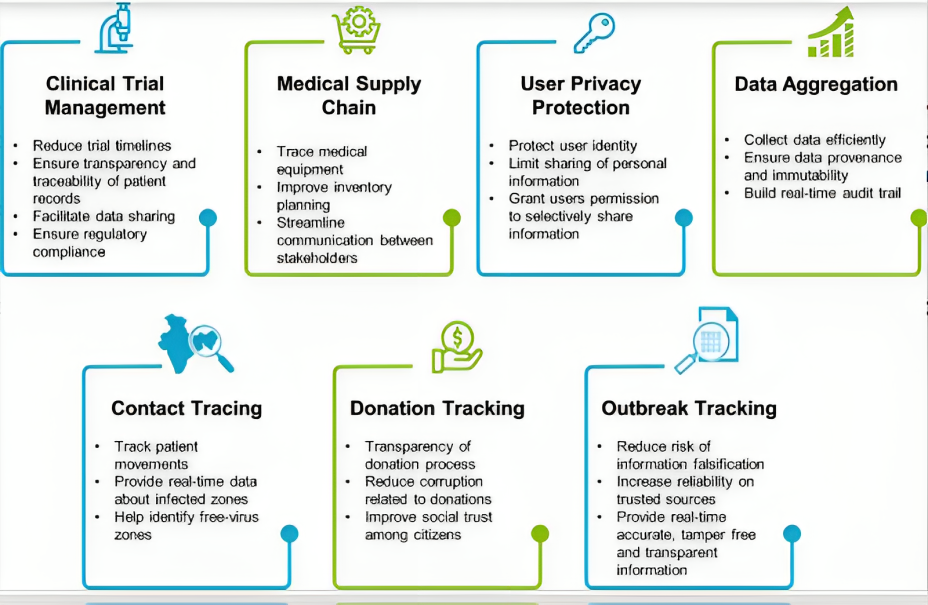 Clinical Trial
Management
• Reduce trial timelines
• Ensure transparency and
traceability of patient
records
• Facilitate data sharing
• Ensure regulatory
compliance
Medical Supply
Chain
• Trace medical
equipment
• Improve inventory
planning
• Streamline
communication between
stakeholders
User Privacy
Protection
• Protect user identity
• Limit sharing of personal
information
• Grant users permission
to selectively share
information
Data Aggregation
• Collect data efficiently
• Ensure data provenance
and immutability
• Build real-time audit trail
Contact Tracing
• Track patient
movements
• Provide real-time data
about infected zones
• Help identify free-virus
zones
Donation Tracking
• Transparency of
donation process
• Reduce corruption
related to donations
• Improve social trust
among citizens
Outbreak Tracking
• Reduce risk of
information falsification
• Increase reliability on
trusted sources
• Provide real-time
accurate, tamper free
and transparent
information